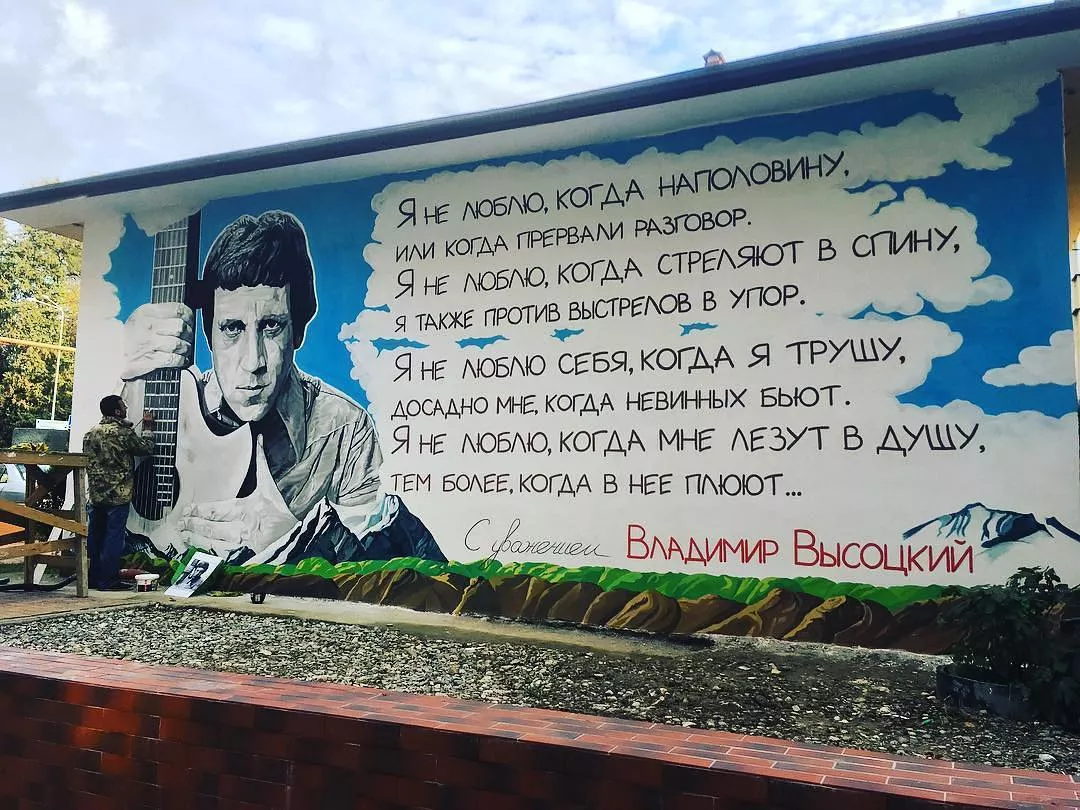 Я НЕ ЛЮБЛЮ, КОГДА НАПОЛОВИНУ,
ИЛИ КОГДА ПРЕРВАЛИ РАЗГОВОР.
Я НЕ ЛЮБЛЮ, КОГДА СТРЕЛЯЮТ В СПИНУ,
Я ТАКЖЕ ПРОТИВ ВЫСТРЕЛОВ В УПОР.
Я НЕ ЛЮБЛЮ СЕБЯ, КОГДА Я ТРУШУ,
ДОСАДНО МНЕ, КОГДА НЕВИННЫХ БЬЮТ.
Я НЕ ЛЮБЛЮ, КОГДА МНЕ ЛЕЗУТ В ДУШУ,
ТЕМ БОЛЕЕ, КОГДА В НЕЕ ПЛЮЮТ...
С уважением ВЛАДИМИР ВЫСОЦКИЙ